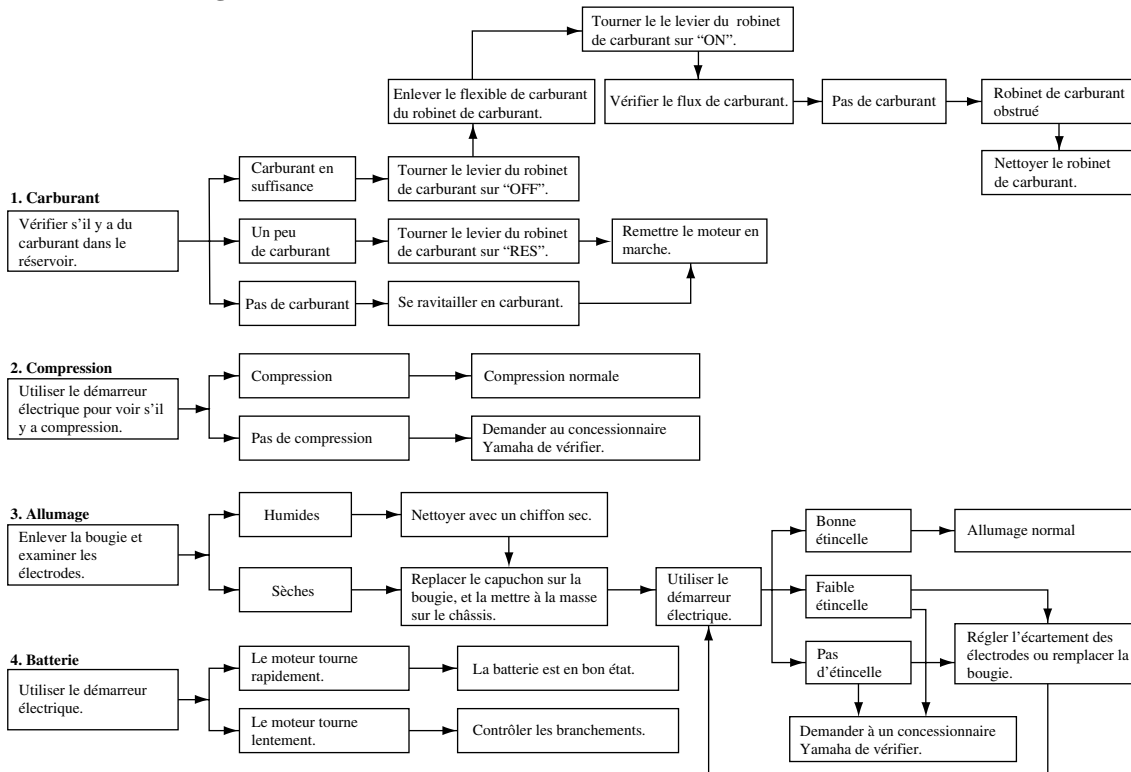 Tourner le le levier du robinet
de carburant sur “ON”.
Enlever le flexible de carburant
du robinet de carburant.
Vérifier le flux de carburant.
Pas de carburant
Robinet de carburant
obstrué
Nettoyer le robinet
de carburant.
1. Carburant
Vérifier s’il y a du
carburant dans le
réservoir.
Carburant en
suffisance
Tourner le levier du robinet
de carburant sur “OFF”.
Un peu
de carburant
Tourner le levier du robinet
de carburant sur “RES”.
Remettre le moteur en
marche.
Pas de carburant
Se ravitailler en carburant.
2. Compression
Utiliser le démarreur
électrique pour voir s’il
y a compression.
Compression
Compression normale
Pas de compression
Demander au concessionnaire
Yamaha de vérifier.
3. Allumage
Enlever la bougie et
examiner les
électrodes.
Humides
Nettoyer avec un chiffon sec.
Sèches
Replacer le capuchon sur la
bougie, et la mettre à la masse
sur le châssis.
Utiliser le
démarreur
électrique.
Bonne
étincelle
Allumage normal
Faible
étincelle
Pas
d’étincelle
Régler l’écartement des
électrodes ou remplacer la
bougie.
Demander à un concessionnaire
Yamaha de vérifier.
4. Batterie
Utiliser le démarreur
électrique.
Le moteur tourne
rapidement.
La batterie est en bon état.
Le moteur tourne
lentement.
Contrôler les branchements.